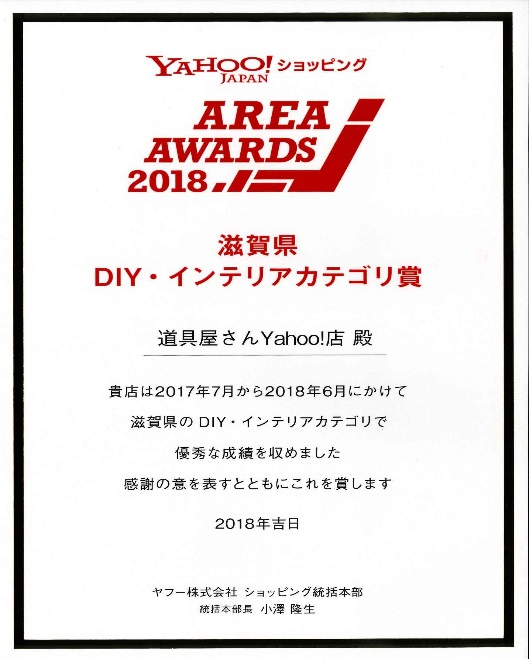 YAHOO! ショッピング
JAPAN
AREA
AWARDS
2018
滋賀県
DIY・インテリアカテゴリ賞
道具屋さんYahoo!店 殿
貴店は2017年7月から2018年6月にかけて
滋賀県の DIY・インテリアカテゴリで
優秀な成績を収めました
感謝の意を表すとともにこれを賞します
2018年吉日
ヤフー株式会社 ショッピング統括本部
統括本部長 小澤 隆生